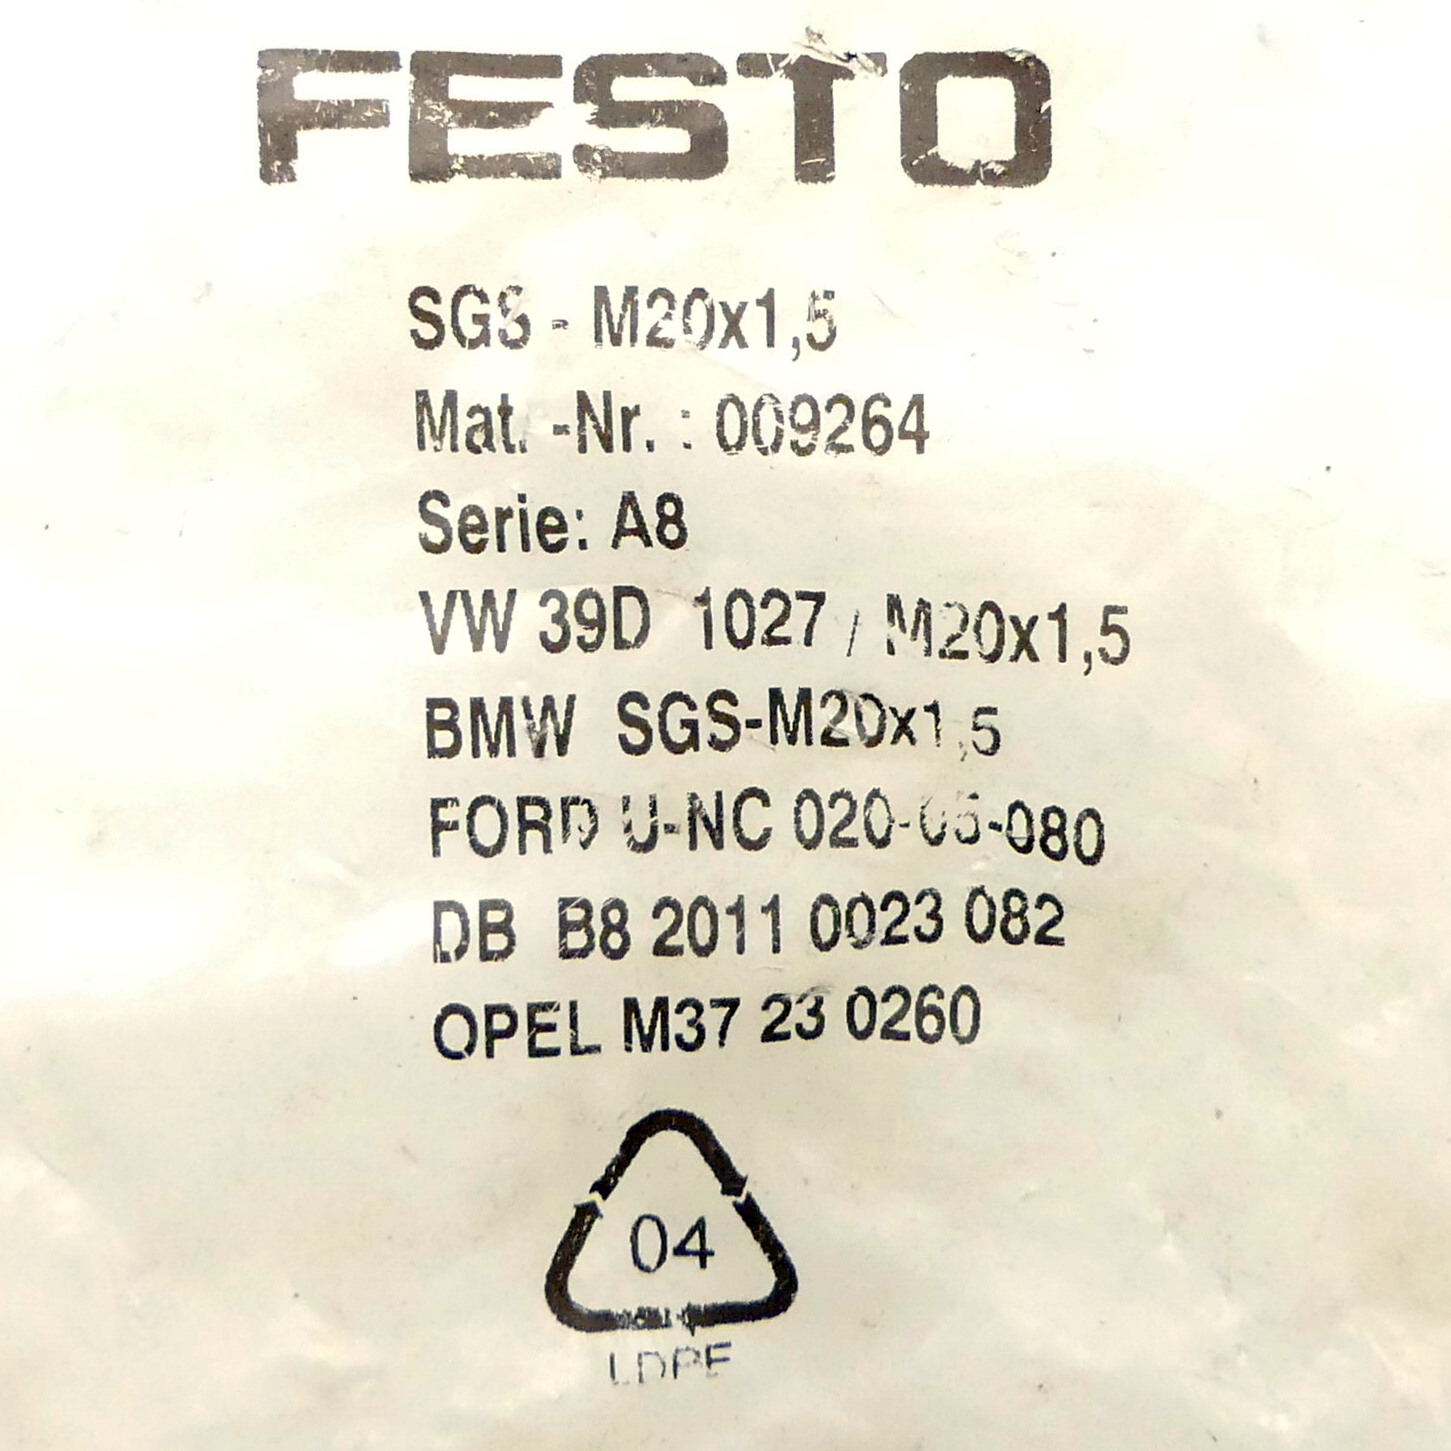 FESTO
SGS - M20x1,5
Mat. -Nr. : 009264
Serie: A8
VW 39D 1027 / M20x1,5
BMW SGS-M20x1,5
FORD U-NC 020-05-080
DB B8 2011 0023 082
OPEL M37 23 0260
04
LDPE